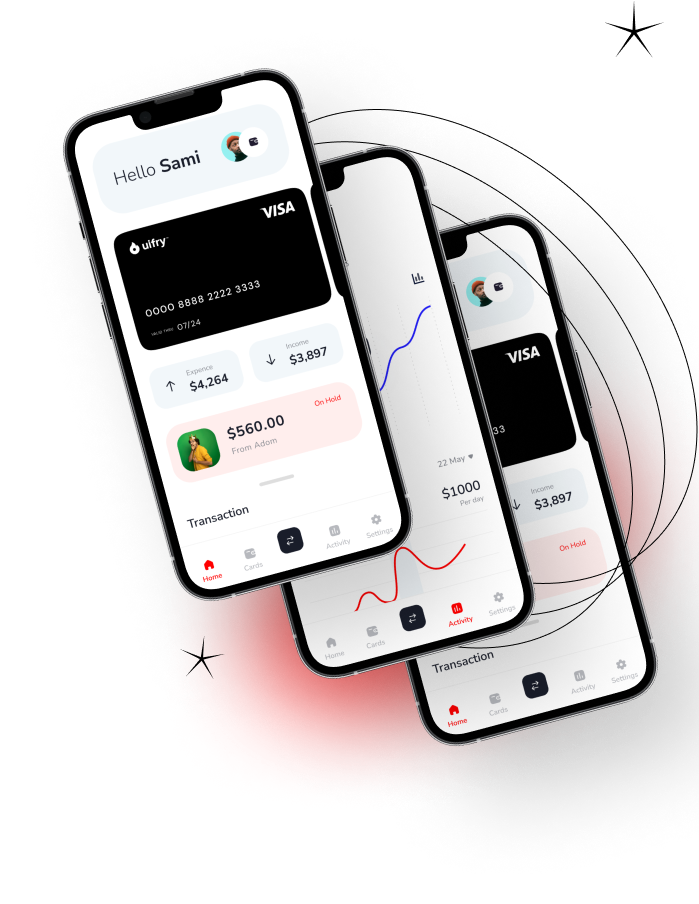 Hello Sami
VISA
uifry™
0000 8888 2222 3333
VALID THRU 07/24
Expence
$4,264
Income
$3,897
On Hold
$560.00
From Adom
Transaction
Home
Cards
Activity
Settings
22 May
$1000
Per day
Home
Cards
Activity
Settings
VISA
33
Income
$3,897
On Hold
Transaction
Home
Cards
Activity
Settings